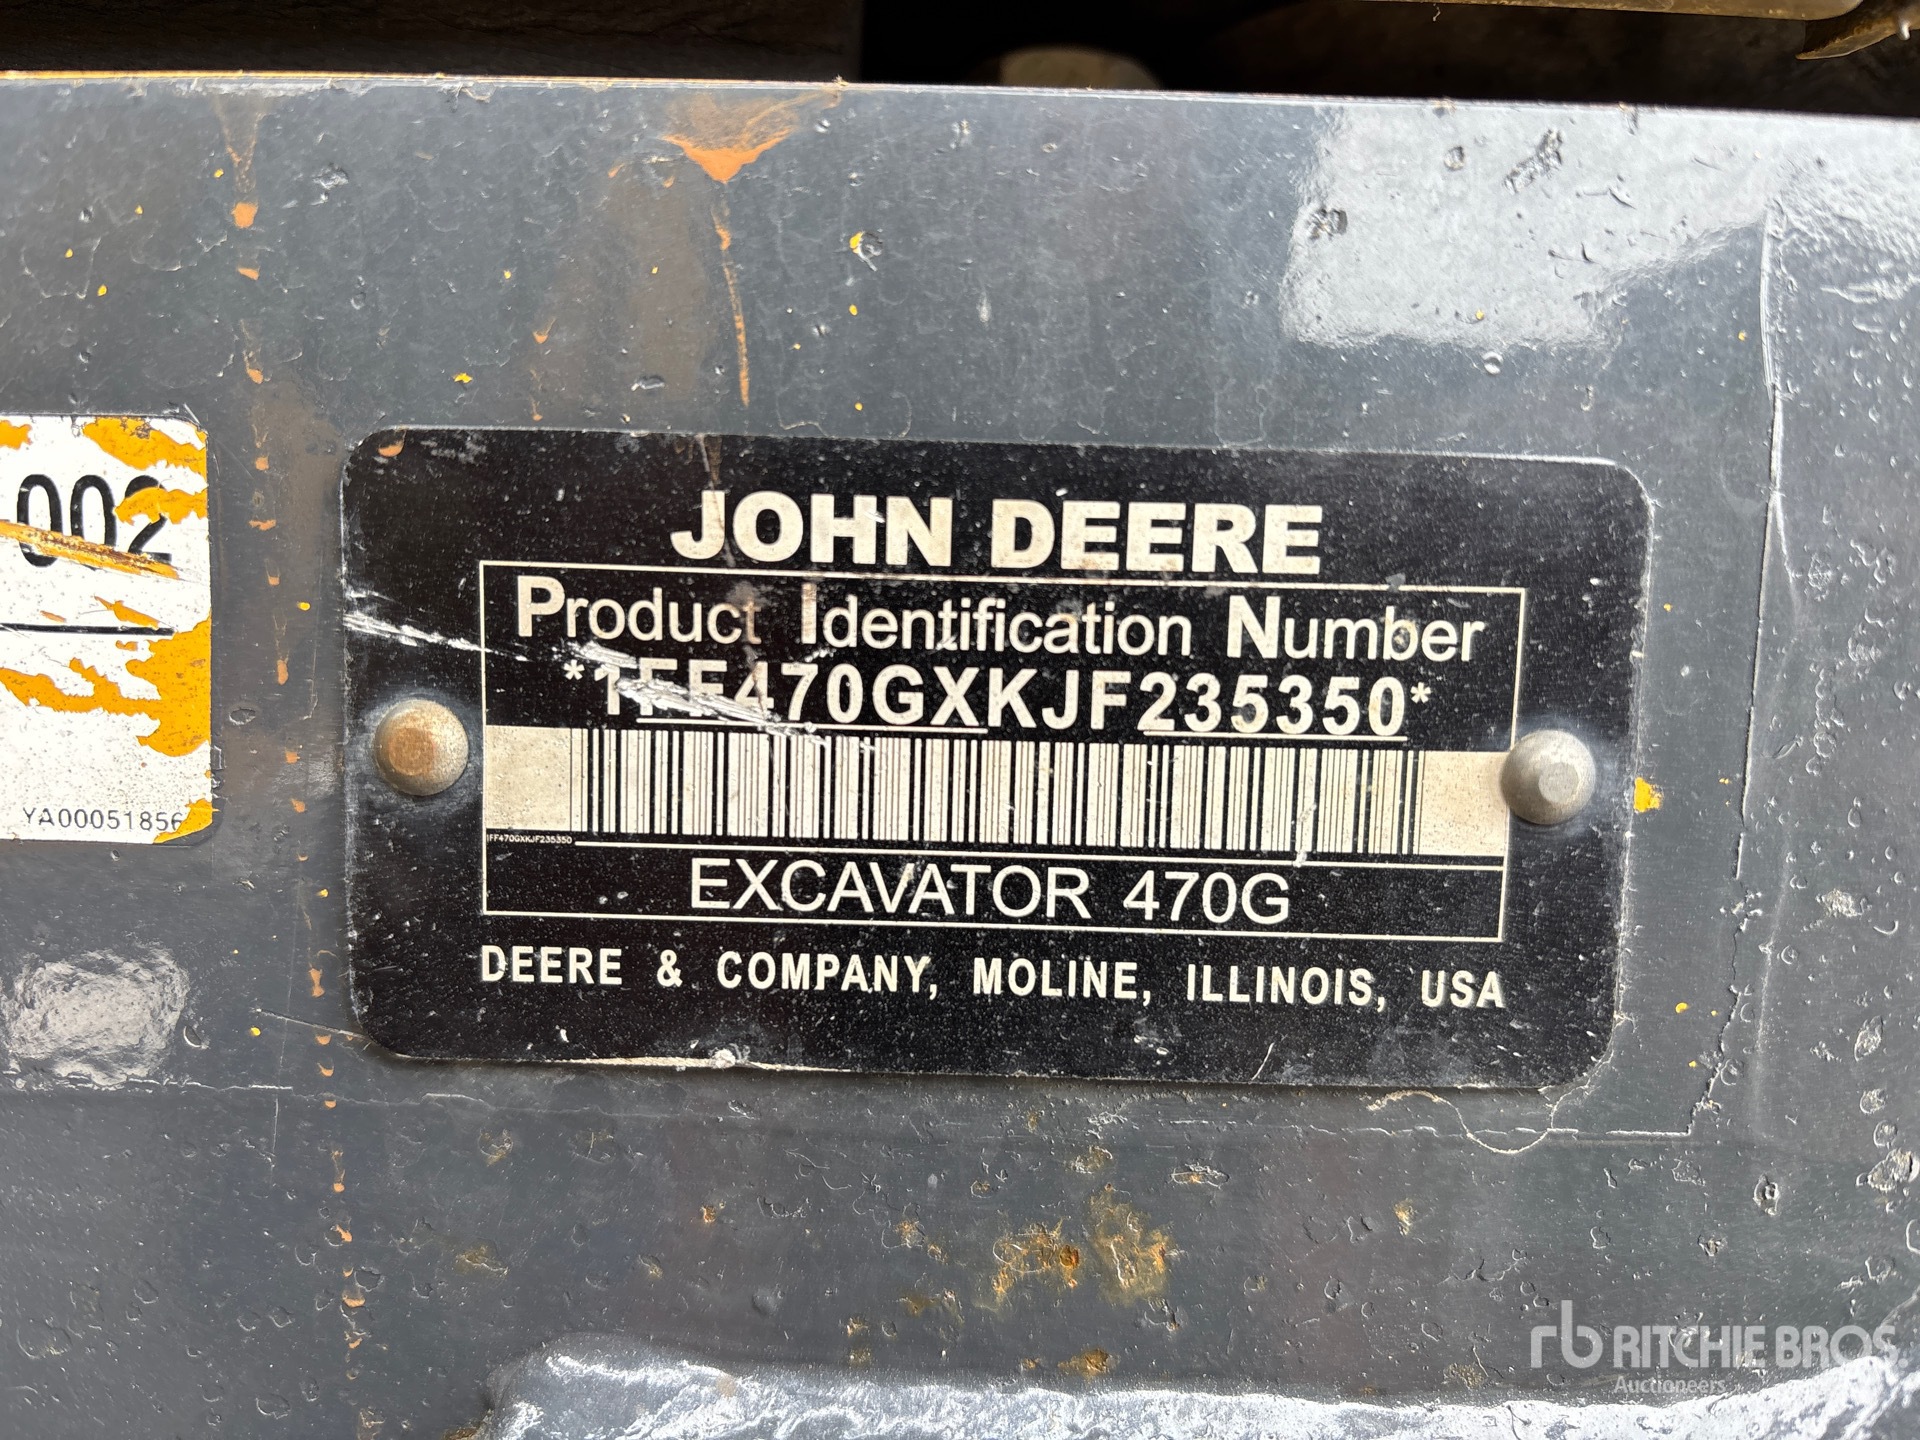 002
YA00051856
JOHN DEERE
Product Identification Number
*1FF470GXKJF235350*
1FF470GXKJF235350
EXCAVATOR 470G
DEERE & COMPANY, MOLINE, ILLINOIS, USA
rb RITCHIE BROS.
Auctioneers